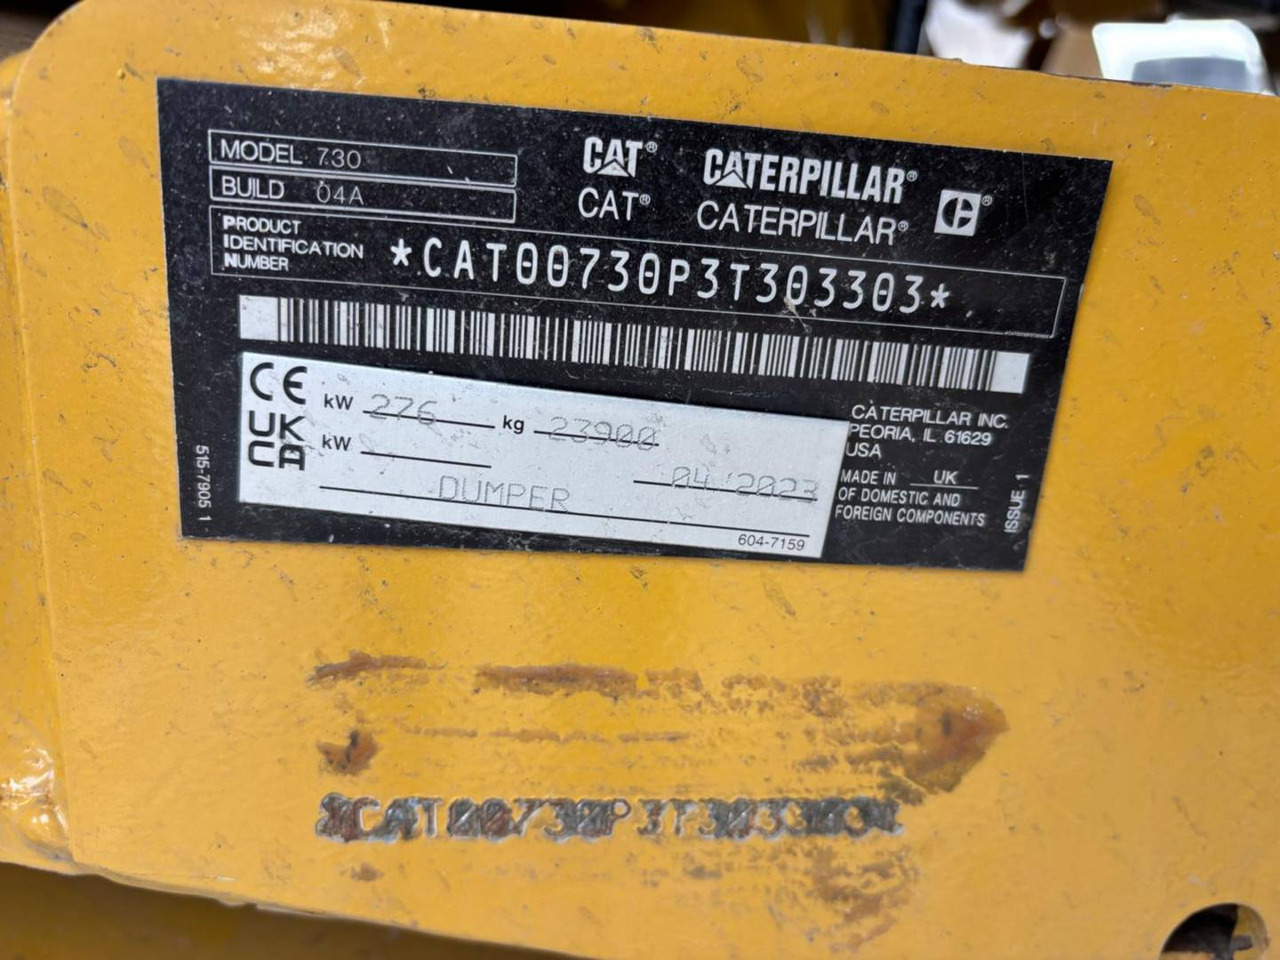 MODEL 730
BUILD 04A
PRODUCT
IDENTIFICATION
NUMBER
*CAT00730P3T303303*
CAT®
CAT®
CATERPILLAR®
CATERPILLAR®
C®
CE
UK
CA
kW 276
kg 23900
kW
04 2023
DUMPER
604-7159
CATERPILLAR INC.
PEORIA, IL 61629
USA
MADE IN UK
OF DOMESTIC AND
FOREIGN COMPONENTS
ISSUE 1
515-7905 1
*CAT00730P3T303303*